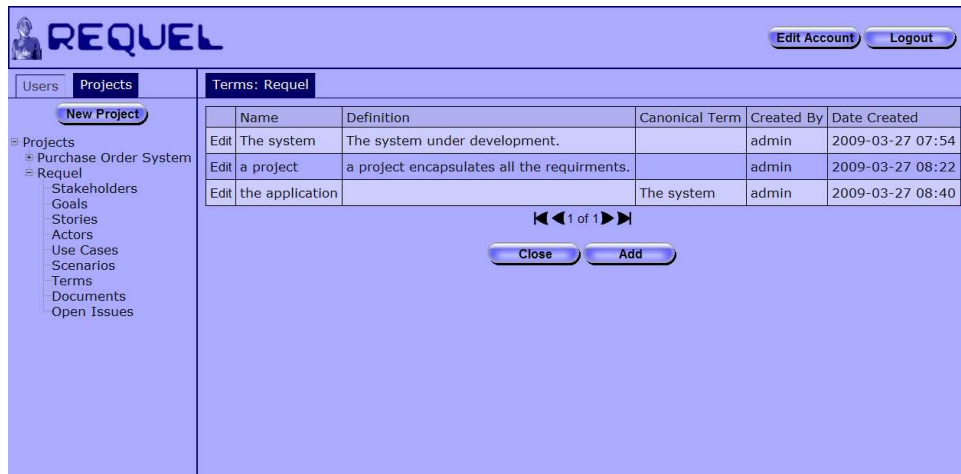 REQUEL
Edit Account Logout
Users Projects
New Project
Projects
Purchase Order System
Requel
Stakeholders
Goals
Stories
Actors
Use Cases
Scenarios
Terms
Documents
Open Issues
Terms: Requel
Name Definition Canonical Term Created By Date Created
Edit The system The system under development. admin 2009-03-27 07:54
Edit a project a project encapsulates all the requirments. admin 2009-03-27 08:22
Edit the application The system admin 2009-03-27 08:40
1 of 1
Close Add